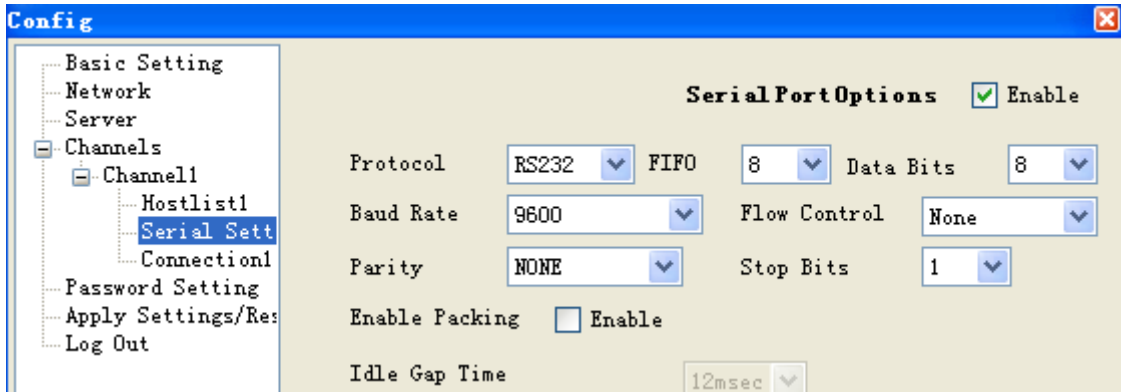 Config
Basic Setting
Network
Server
Channels
Channel1
Hostlist1
Serial Sett
Connection1
Password Setting
Apply Settings/Res
Log Out
Serial Port Options Enable
Protocol RS232 FIFO 8 Data Bits 8
Baud Rate 9600 Flow Control None
Parity NONE Stop Bits 1
Enable Packing Enable
Idle Gap Time 12msec